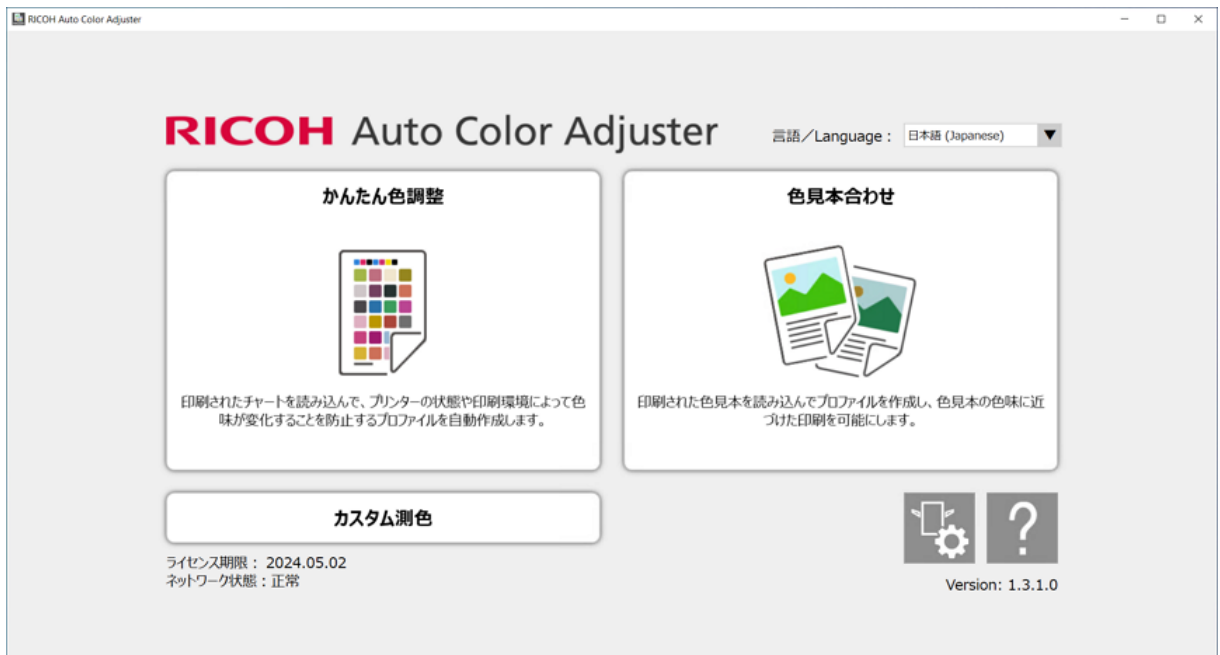 RICOH Auto Color Adjuster
RICOH Auto Color Adjuster
言語／Language : 日本語 (Japanese)
かんたん色調整
印刷されたチャートを読み込んで、プリンターの状態や印刷環境によって色
味が変化することを防止するプロファイルを自動作成します。
色見本合わせ
印刷された色見本を読み込んでプロファイルを作成し、色見本の色味に近
づけた印刷を可能にします。
カスタム測色
ライセンス期限： 2024.05.02
ネットワーク状態：正常
Version: 1.3.1.0